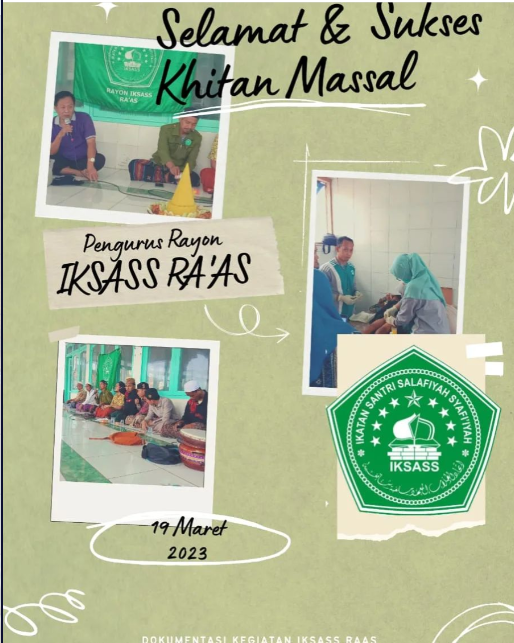 Selamat & Sukses
Khitan Massal
IKSASS
RAYON IKSASS
RA'AS
Pengurus Rayon
IKSASS RA'AS
IKATAN SANTRI SALAFIYAH SYAFI'IYAH
IKSASS
19 Maret
2023
DOKUMENTASI KEGIATAN IKSASS RAAS